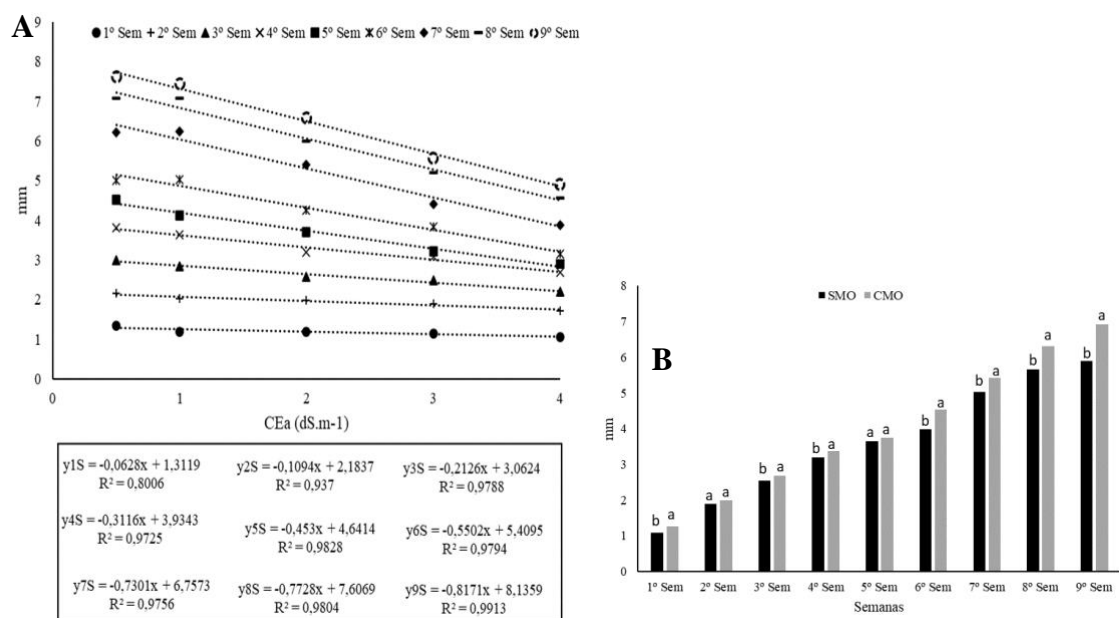 A
9
8
7
6
5
4
3
2
1
0
mm
1º Sem 2º Sem 3º Sem 4º Sem 5º Sem 6º Sem 7º Sem 8º Sem 9º Sem
0 1 2 3 4
CEa (dS.m-1)
y1S = -0,0628x + 1,3119 y2S = -0,1094x + 2,1837 y3S = -0,2126x + 3,0624
R² = 0,8006 R² = 0,937 R² = 0,9788
y4S = -0,3116x + 3,9343 y5S = -0,453x + 4,6414 y6S = -0,5502x + 5,4095
R² = 0,9725 R² = 0,9828 R² = 0,9794
y7S = -0,7301x + 6,7573 y8S = -0,7728x + 7,6069 y9S = -0,8171x + 8,1359
R² = 0,9756 R² = 0,9804 R² = 0,9913
B
8
7
6
5
4
3
2
1
0
mm
SMO CMO
b a a a b a b a a a b a b a b a b a
1º Sem 2º Sem 3º Sem 4º Sem 5º Sem 6º Sem 7º Sem 8º Sem 9º Sem
Semanas